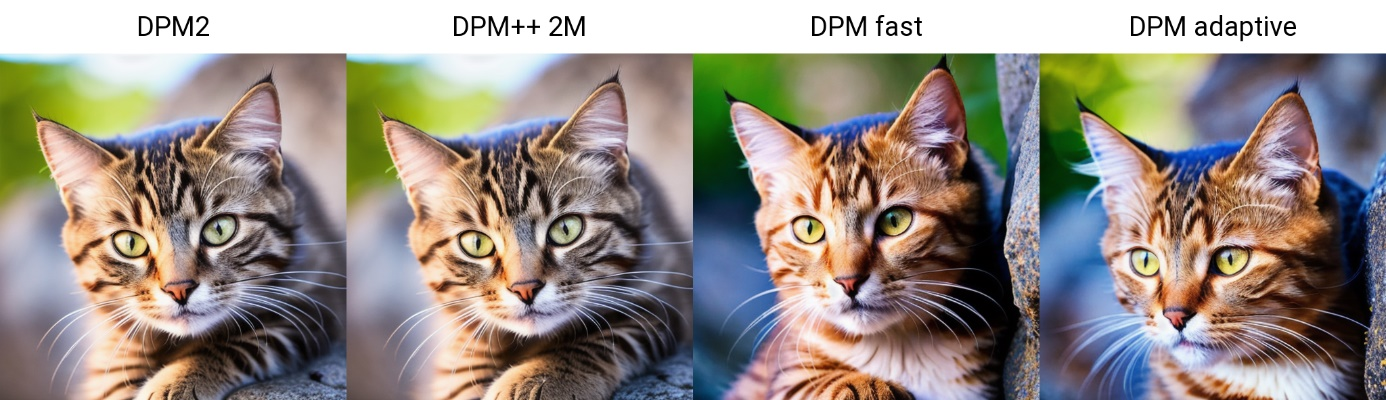 DPM2
DPM++ 2M
DPM fast
DPM adaptive